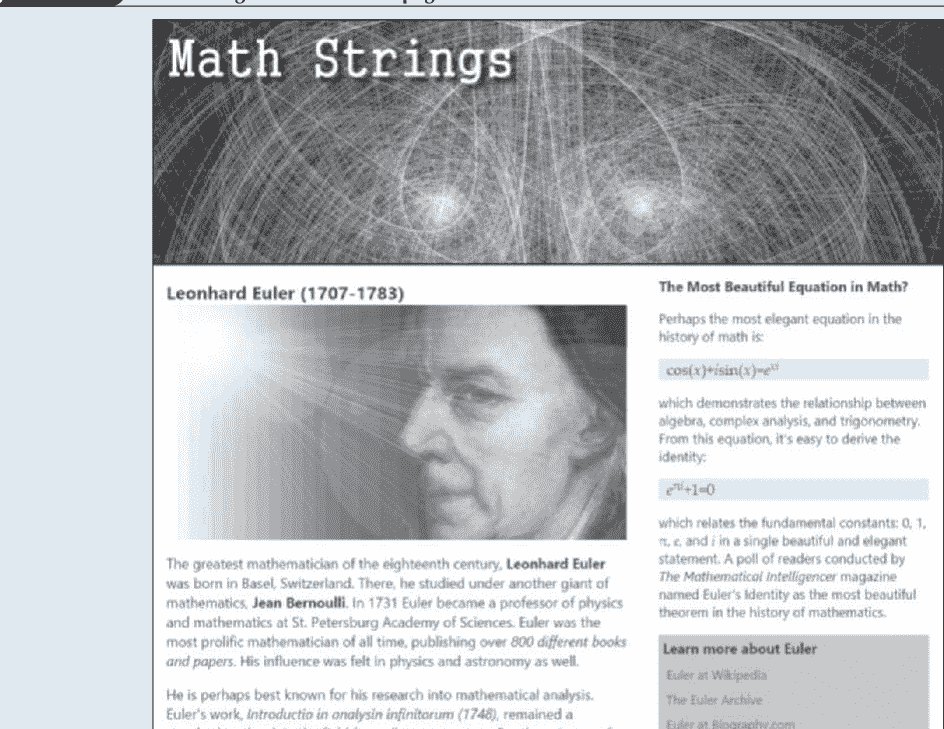 Math Strings
Leonhard Euler (1707-1783)
The greatest mathematician of the eighteenth century, Leonhard Euler
was born in Basel, Switzerland. There, he studied under another giant of
mathematics, Jean Bernoulli. In 1731 Euler became a professor of physics
and mathematics at St. Petersburg Academy of Sciences. Euler was the
most prolific mathematician of all time, publishing over 800 different books
and papers. His influence was felt in physics and astronomy as well.
He is perhaps best known for his research into mathematical analysis.
Euler's work, Introductio in analysin infinitorum (1748), remained a
The Most Beautiful Equation in Math?
Perhaps the most elegant equation in the
history of math is:
cos(x)+isin(x)=e^xi
which demonstrates the relationship between
algebra, complex analysis, and trigonometry.
From this equation, it's easy to derive the
identity:
e^πi+1=0
which relates the fundamental constants: 0, 1,
π, e, and i in a single beautiful and elegant
statement. A poll of readers conducted by
The Mathematical Intelligencer magazine
named Euler's Identity as the most beautiful
theorem in the history of mathematics.
Learn more about Euler
Euler at Wikipedia
The Euler Archive
Euler at Biography.com